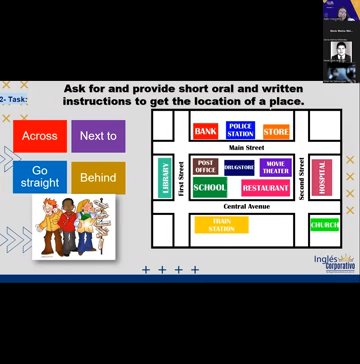 Ask for and provide short oral and written
2- Task:
instructions to get the location of a place.
Across
Next to
Go
straight
Behind
BANK
POLICE
STATION
STORE
Main Street
LIBRARY
First Street
POST
OFFICE
DRUGSTORE
MOVIE
THEATER
SCHOOL
RESTAURANT
Second Street
HOSPITAL
Central Avenue
TRAIN
STATION
CHURCH
Inglés
corporativo